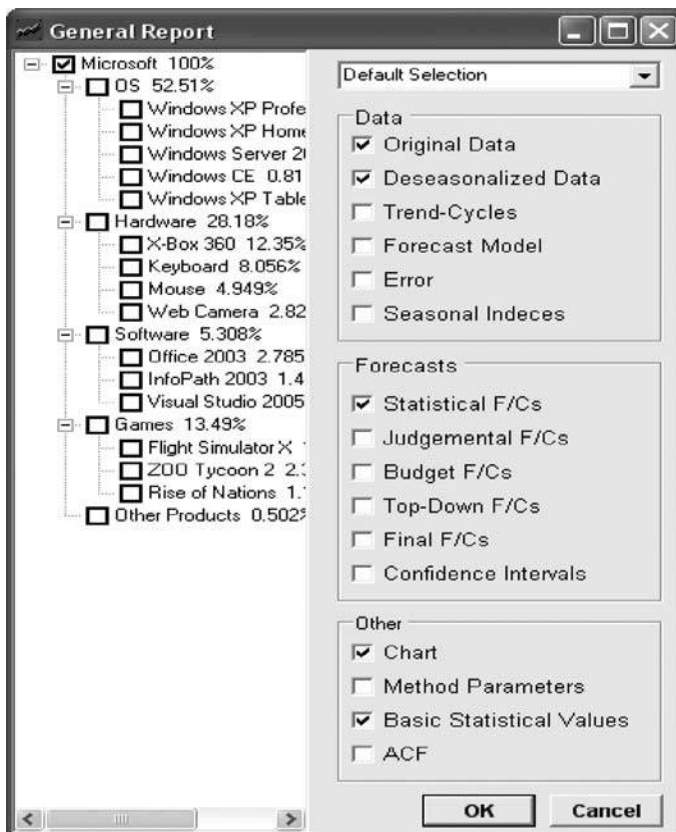 General Report
Microsoft 100%
OS 52.51%
Windows XP Profe
Windows XP Home
Windows Server 2
Windows CE 0.81
Windows XP Table
Hardware 28.18%
X-Box 360 12.35%
Keyboard 8.056%
Mouse 4.949%
Web Camera 2.82
Software 5.308%
Office 2003 2.785
InfoPath 2003 1.4
Visual Studio 2005
Games 13.49%
Flight Simulator X
ZOO Tycoon 2 2.
Rise of Nations 1.
Other Products 0.502%
Default Selection
Data
Original Data
Deseasonalized Data
Trend-Cycles
Forecast Model
Error
Seasonal Indeces
Forecasts
Statistical F/Cs
Judgemental F/Cs
Budget F/Cs
Top-Down F/Cs
Final F/Cs
Confidence Intervals
Other
Chart
Method Parameters
Basic Statistical Values
ACF
OK
Cancel